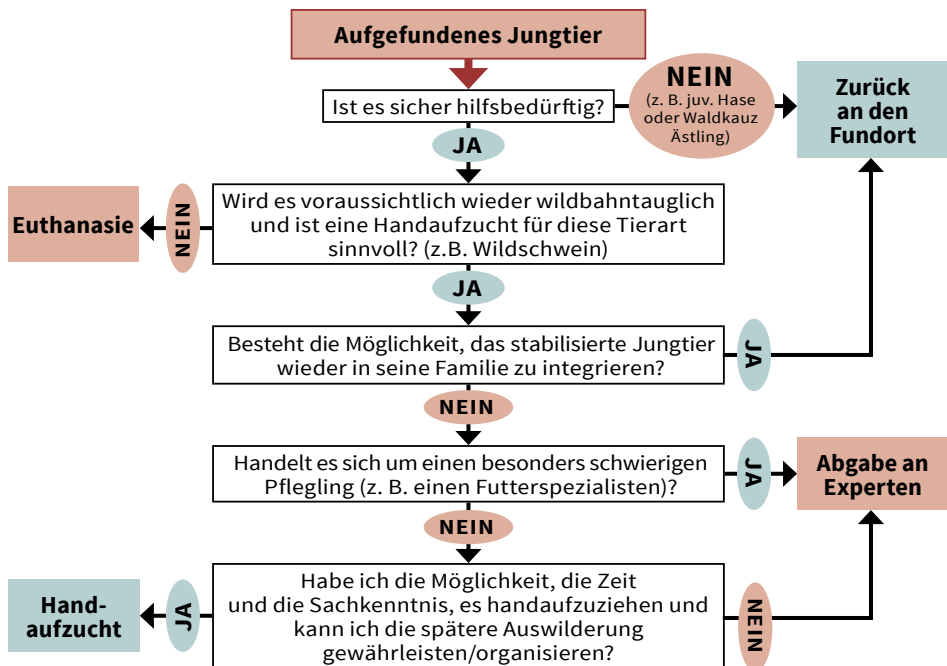 Aufgefundenes Jungtier
Ist es sicher hilfsbedürftig?
NEIN
(z. B. juv. Hase
oder Waldkauz
Ästling)
Zurück
an den
Fundort
JA
Wird es voraussichtlich wieder wildbahntauglich
und ist eine Handaufzucht für diese Tierart
sinnvoll? (z.B. Wildschwein)
NEIN
Euthanasie
JA
Besteht die Möglichkeit, das stabilisierte Jungtier
wieder in seine Familie zu integrieren?
JA
NEIN
Handelt es sich um einen besonders schwierigen
Pflegling (z. B. einen Futterspezialisten)?
JA
Abgabe an
Experten
NEIN
Habe ich die Möglichkeit, die Zeit
und die Sachkenntnis, es handaufzuziehen und
kann ich die spätere Auswilderung
gewährleisten/organisieren?
JA
Hand-
aufzucht
NEIN